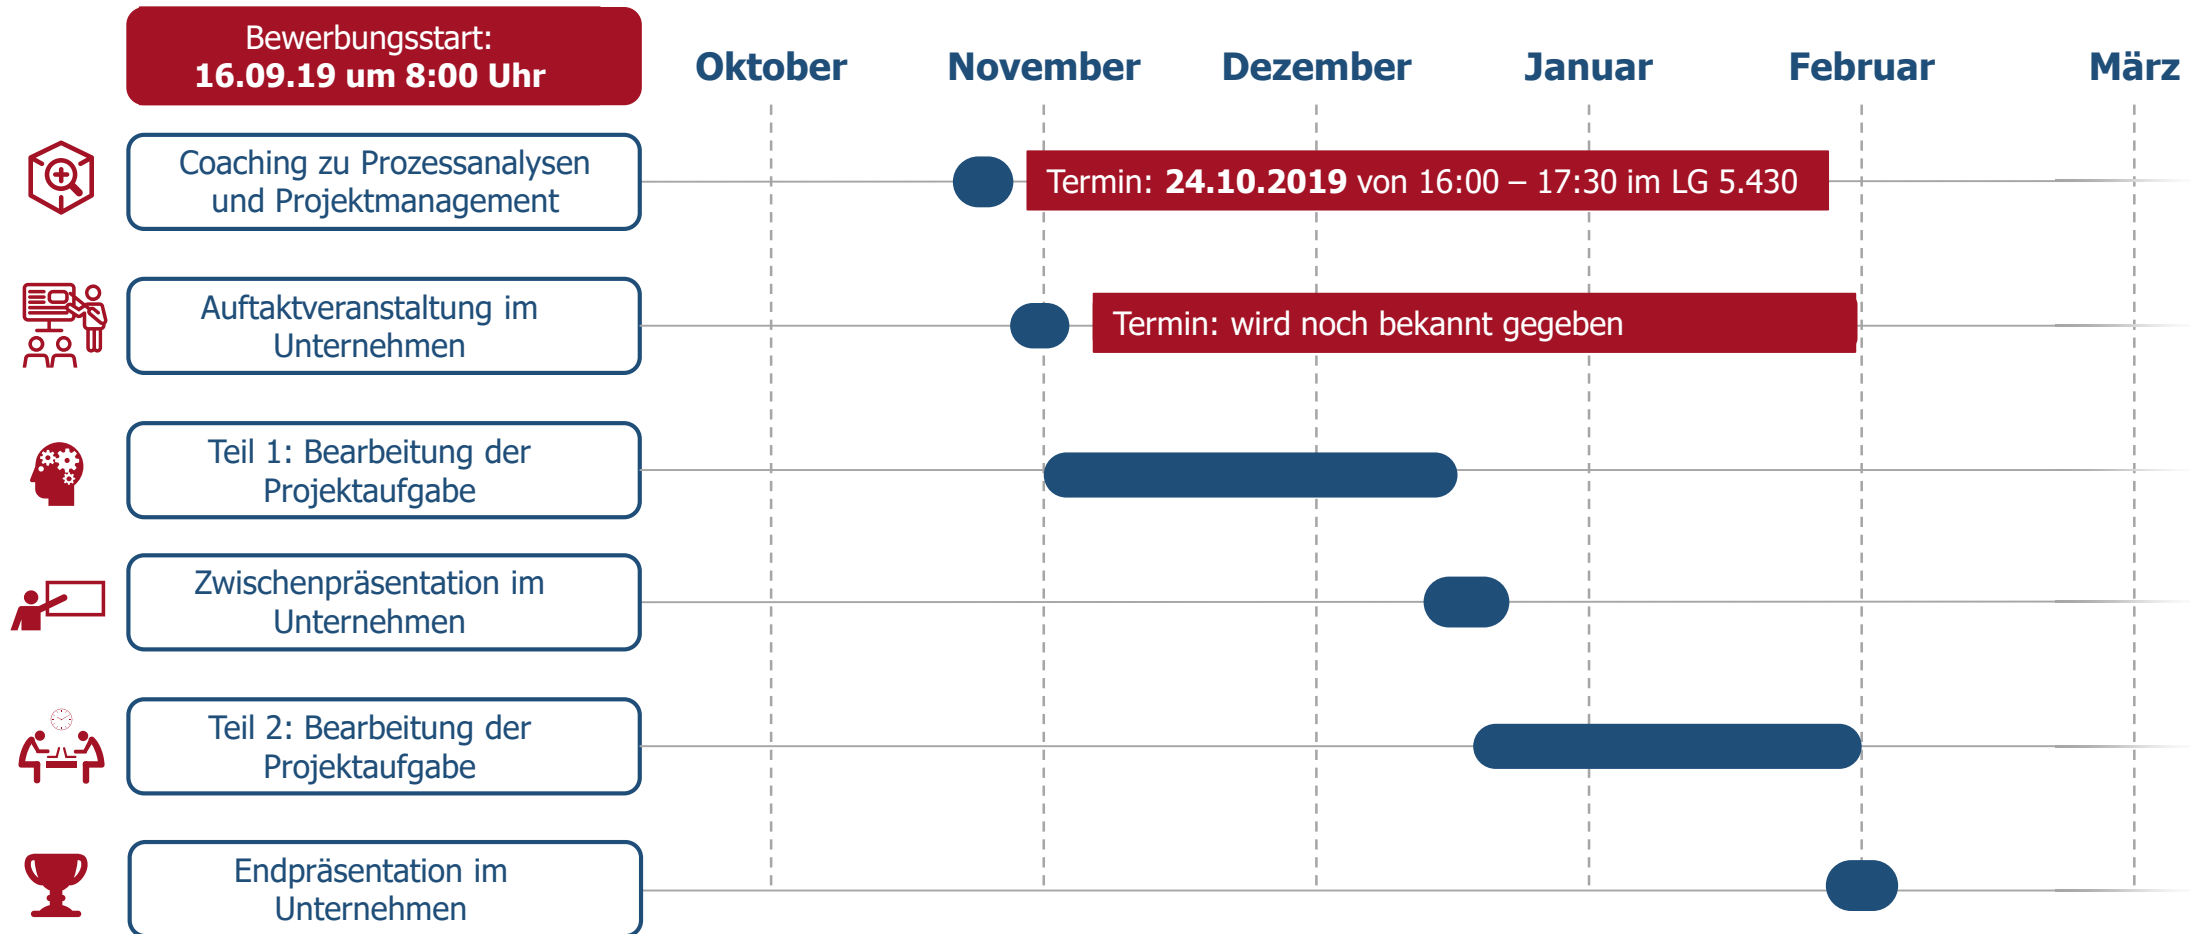 Bewerbungsstart:
16.09.19 um 8:00 Uhr
Oktober
November
Dezember
Januar
Februar
März
Coaching zu Prozessanalysen
und Projektmanagement
Termin: 24.10.2019 von 16:00 – 17:30 im LG 5.430
Auftaktveranstaltung im
Unternehmen
Termin: wird noch bekannt gegeben
Teil 1: Bearbeitung der
Projektaufgabe
Zwischenpräsentation im
Unternehmen
Teil 2: Bearbeitung der
Projektaufgabe
Endpräsentation im
Unternehmen